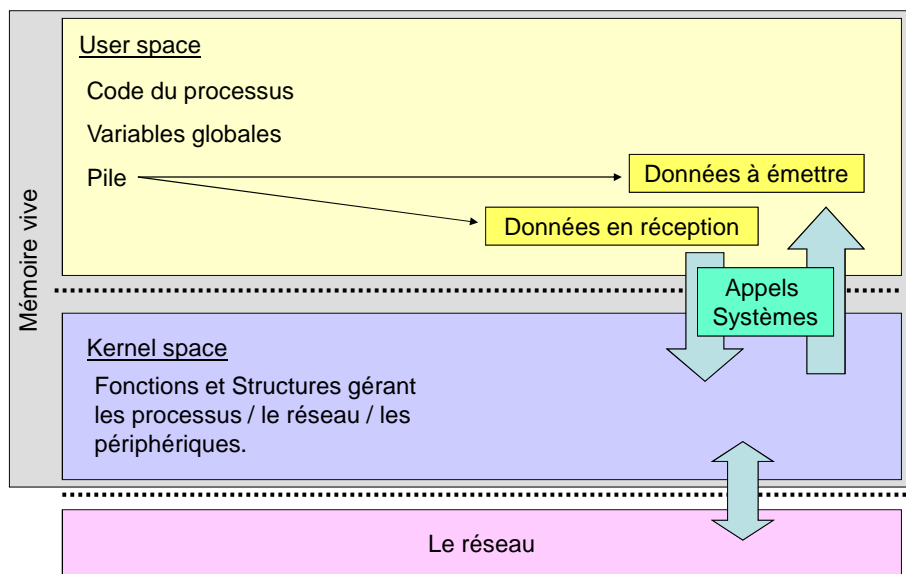 User space
Code du processus
Variables globales
Pile
Données à émettre
Données en réception
Appels
Systèmes
Mémoire vive
Kernel space
Fonctions et Structures gérant
les processus / le réseau / les
périphériques.
Le réseau